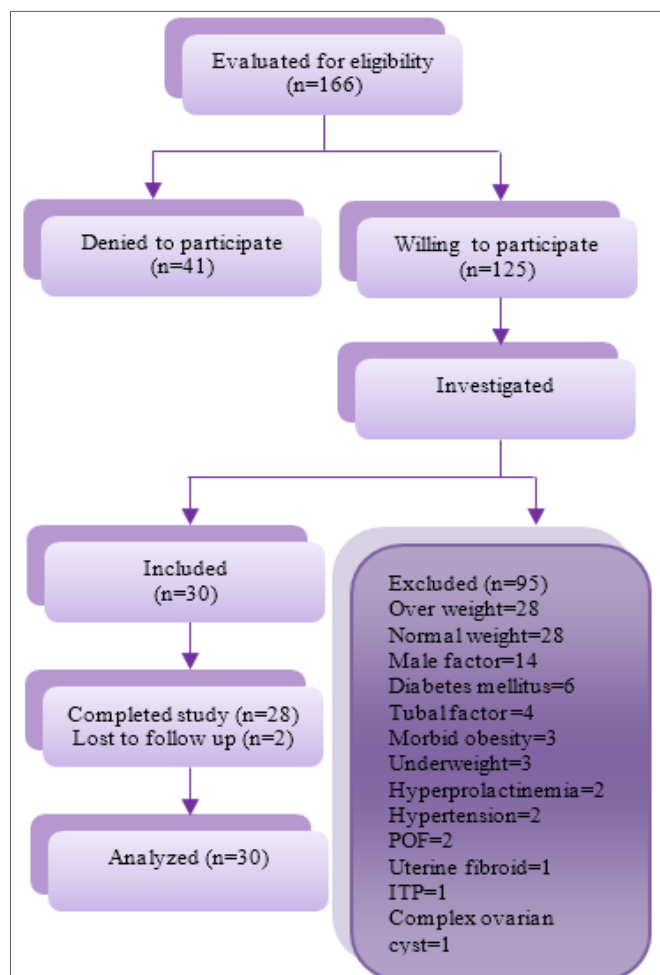 Evaluated for eligibility
(n=166)
Denied to participate
(n=41)
Willing to participate
(n=125)
Investigated
Included
(n=30)
Excluded (n=95)
Over weight=28
Normal weight=28
Male factor=14
Diabetes mellitus=6
Tubal factor=4
Morbid obesity=3
Underweight=3
Hyperprolactinemia=2
Hypertension=2
POF=2
Uterine fibroid=1
ITP=1
Complex ovarian
cyst=1
Completed study (n=28)
Lost to follow up (n=2)
Analyzed (n=30)